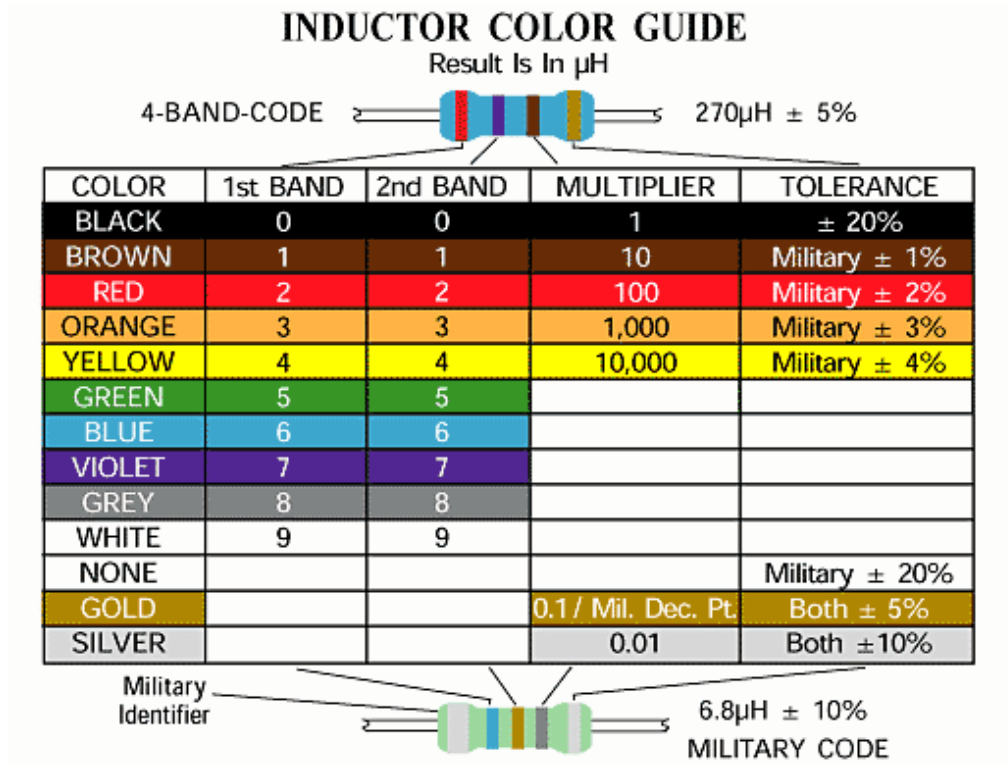 INDUCTOR COLOR GUIDE
Result Is In µH
4-BAND-CODE 270µH ± 5%
COLOR 1st BAND 2nd BAND MULTIPLIER TOLERANCE
BLACK 0 0 1 ± 20%
BROWN 1 1 10 Military ± 1%
RED 2 2 100 Military ± 2%
ORANGE 3 3 1,000 Military ± 3%
YELLOW 4 4 10,000 Military ± 4%
GREEN 5 5
BLUE 6 6
VIOLET 7 7
GREY 8 8
WHITE 9 9
NONE Military ± 20%
GOLD 0.1 / Mil. Dec. Pt. Both ± 5%
SILVER 0.01 Both ±10%
Military
Identifier
6.8µH ± 10%
MILITARY CODE